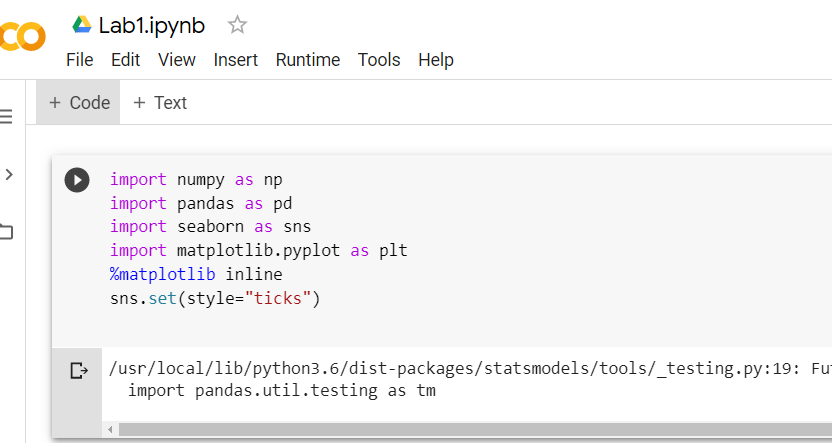 Lab1.ipynb
File Edit View Insert Runtime Tools Help
+ Code + Text
import numpy as np
import pandas as pd
import seaborn as sns
import matplotlib.pyplot as plt
%matplotlib inline
sns.set(style="ticks")
/usr/local/lib/python3.6/dist-packages/statsmodels/tools/_testing.py:19: Fu
import pandas.util.testing as tm